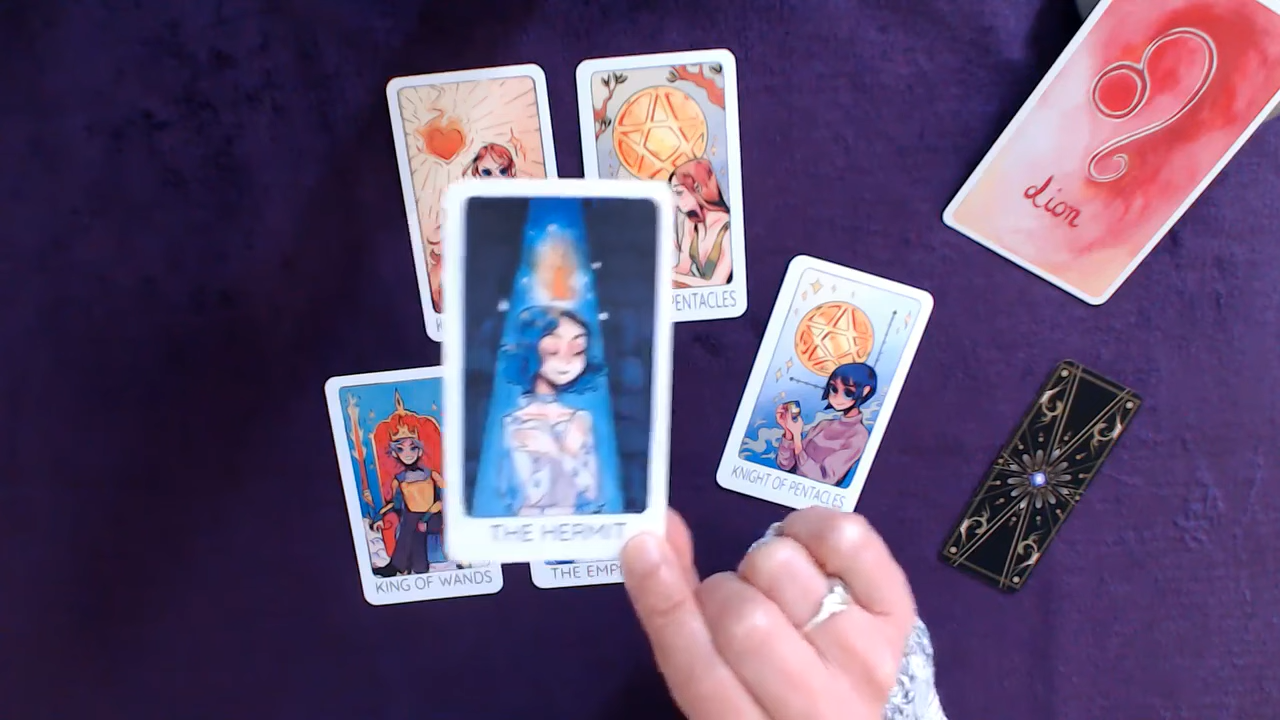 Lion
PENTACLES
KNIGHT OF PENTACLES
THE HERMIT
KING OF WANDS
THE EMP